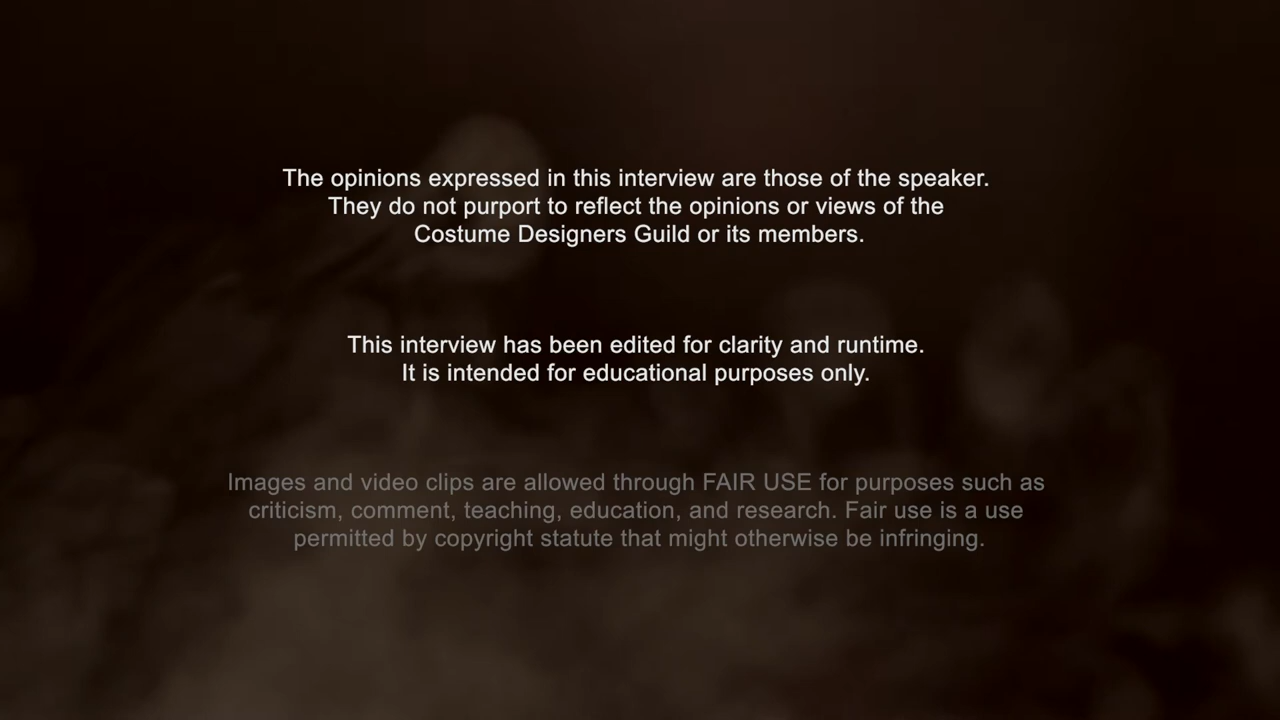 The opinions expressed in this interview are those of the speaker.
They do not purport to reflect the opinions or views of the
Costume Designers Guild or its members.
This interview has been edited for clarity and runtime.
It is intended for educational purposes only.
Images and video clips are allowed through FAIR USE for purposes such as
criticism, comment, teaching, education, and research. Fair use is a use
permitted by copyright statute that might otherwise be infringing.